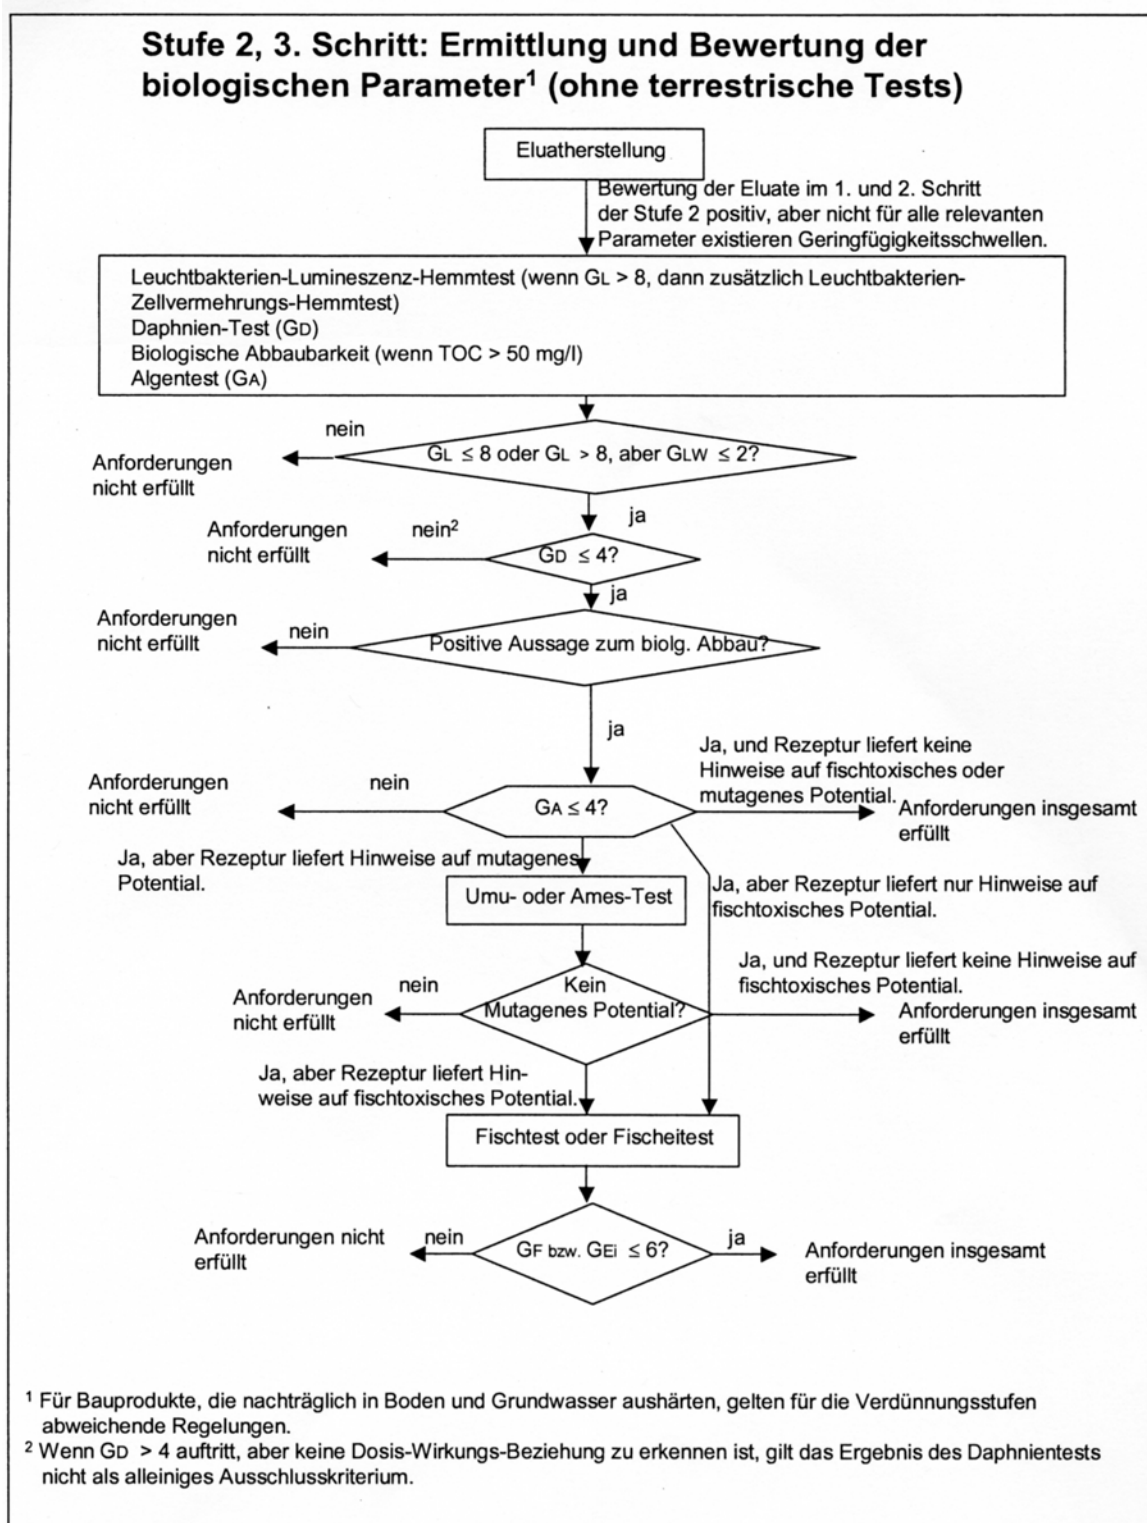 Stufe 2, 3. Schritt: Ermittlung und Bewertung der
biologischen Parameter¹ (ohne terrestrische Tests)
Eluatherstellung
Bewertung der Eluate im 1. und 2. Schritt
der Stufe 2 positiv, aber nicht für alle relevanten
Parameter existieren Geringfügigkeitsschwellen.
Leuchtbakterien-Lumineszenz-Hemmtest (wenn GL > 8, dann zusätzlich Leuchtbakterien-
Zellvermehrungs-Hemmtest)
Daphnien-Test (GD)
Biologische Abbaubarkeit (wenn TOC > 50 mg/l)
Algentest (GA)
nein
GL ≤ 8 oder GL > 8, aber GLW ≤ 2?
Anforderungen
nicht erfüllt
ja
Anforderungen
nicht erfüllt
nein²
GD ≤ 4?
ja
Anforderungen
nicht erfüllt
nein
Positive Aussage zum biolg. Abbau?
ja
Ja, und Rezeptur liefert keine
Hinweise auf fischtoxisches oder
mutagenes Potential.
Anforderungen
nicht erfüllt
nein
GA ≤ 4?
Anforderungen insgesamt
erfüllt
Ja, aber Rezeptur liefert Hinweise auf mutagenes
Potential.
Umu- oder Ames-Test
Ja, aber Rezeptur liefert nur Hinweise auf
fischtoxisches Potential.
Ja, und Rezeptur liefert keine Hinweise auf
fischtoxisches Potential.
Anforderungen
nicht erfüllt
nein
Kein
Mutagenes Potential?
Anforderungen insgesamt
erfüllt
Ja, aber Rezeptur liefert Hin-
weise auf fischtoxisches Potential.
Fischtest oder Fischeitest
Anforderungen nicht
erfüllt
nein
GF bzw. GEi ≤ 6?
ja
Anforderungen insgesamt
erfüllt
¹ Für Bauprodukte, die nachträglich in Boden und Grundwasser aushärten, gelten für die Verdünnungsstufen
abweichende Regelungen.
² Wenn GD > 4 auftritt, aber keine Dosis-Wirkungs-Beziehung zu erkennen ist, gilt das Ergebnis des Daphnientests
nicht als alleiniges Ausschlusskriterium.